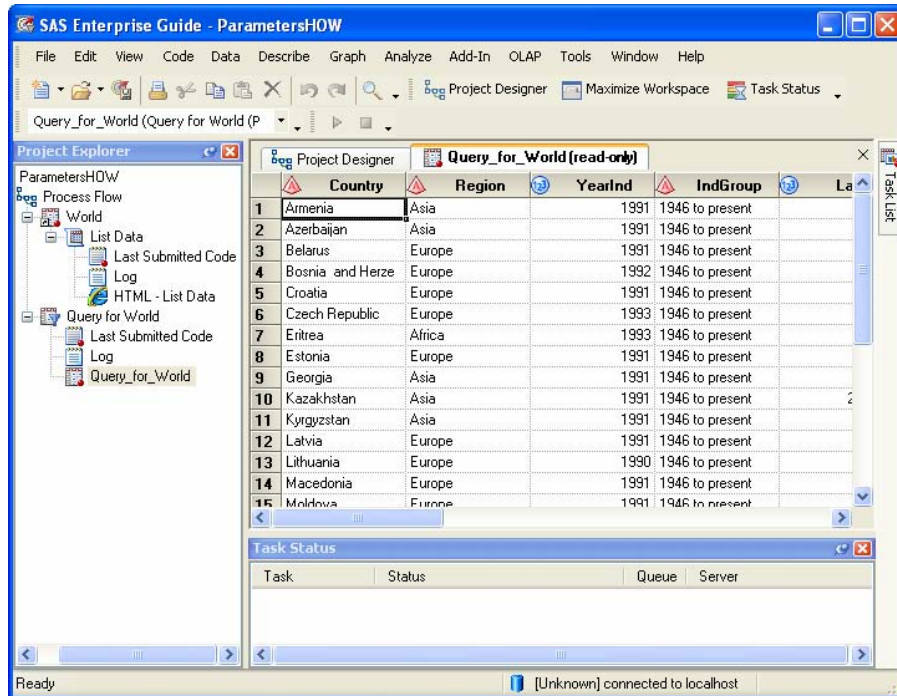 SAS Enterprise Guide - ParametersHOW
File Edit View Code Data Describe Graph Analyze Add-In OLAP Tools Window Help
Project Designer Maximize Workspace Task Status
Query_for_World (Query for World (P
Project Explorer
ParametersHOW
Process Flow
World
List Data
Last Submitted Code
Log
HTML - List Data
Query for World
Last Submitted Code
Log
Query_for_World
Project Designer Query_for_World (read-only)
Country Region YearInd IndGroup La
1 Armenia Asia 1991 1946 to present
2 Azerbaijan Asia 1991 1946 to present
3 Belarus Europe 1991 1946 to present
4 Bosnia and Herze Europe 1992 1946 to present
5 Croatia Europe 1991 1946 to present
6 Czech Republic Europe 1993 1946 to present
7 Eritrea Africa 1993 1946 to present
8 Estonia Europe 1991 1946 to present
9 Georgia Asia 1991 1946 to present
10 Kazakhstan Asia 1991 1946 to present 2
11 Kyrgyzstan Asia 1991 1946 to present
12 Latvia Europe 1991 1946 to present
13 Lithuania Europe 1990 1946 to present
14 Macedonia Europe 1991 1946 to present
15 Moldova Europe 1991 1946 to present
Task List
Task Status
Task Status Queue Server
Ready [Unknown] connected to localhost